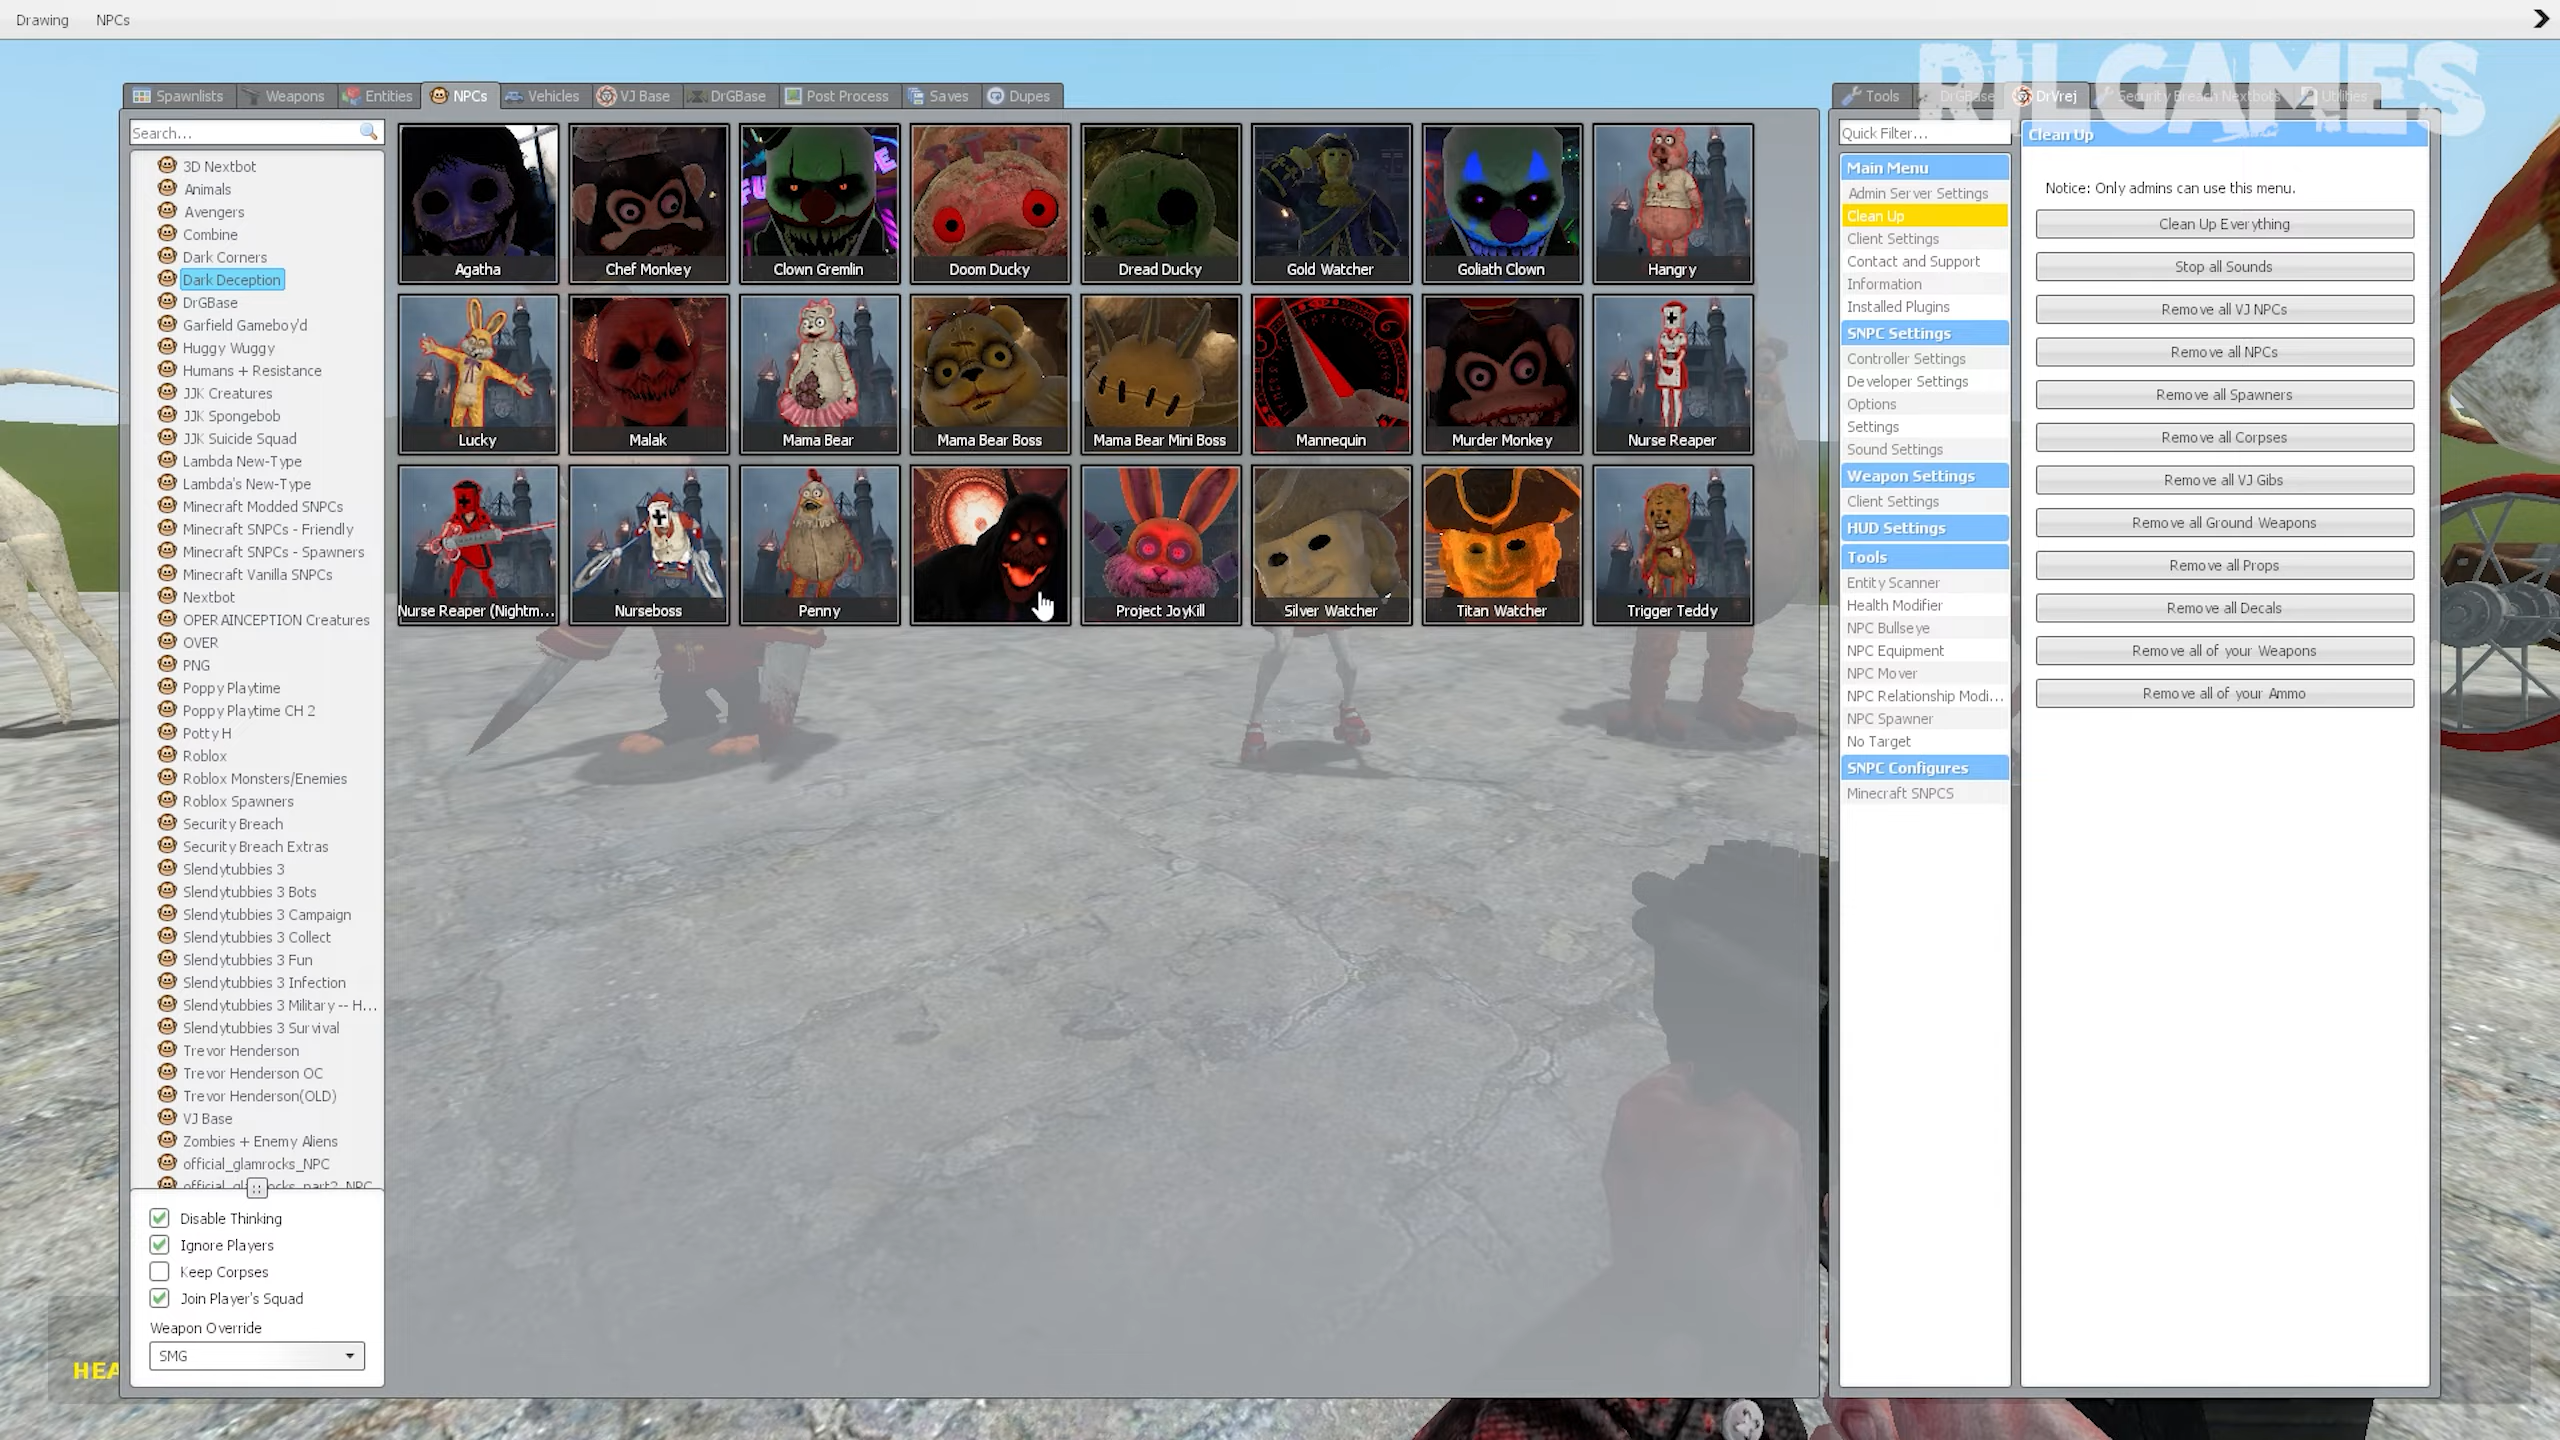 Drawing NPCs
RILGAMES
Spawnlists Weapons Entities NPCs Vehicles VJ Base DrGBase Post Process Saves Dupes
Tools DrGBase DrVrej Security Breach Nextbots Utilities
Search...
3D Nextbot
Animals
Avengers
Combine
Dark Corners
Dark Deception
DrGBase
Garfield Gameboy'd
Huggy Wuggy
Humans + Resistance
JJK Creatures
JJK Spongebob
JJK Suicide Squad
Lambda New-Type
Lambda's New-Type
Minecraft Modded SNPCs
Minecraft SNPCs - Friendly
Minecraft SNPCs - Spawners
Minecraft Vanilla SNPCs
Nextbot
OPERAINCEPTION Creatures
OVER
PNG
Poppy Playtime
Poppy Playtime CH 2
Potty H
Roblox
Roblox Monsters/Enemies
Roblox Spawners
Security Breach
Security Breach Extras
Slendytubbies 3
Slendytubbies 3 Bots
Slendytubbies 3 Campaign
Slendytubbies 3 Collect
Slendytubbies 3 Fun
Slendytubbies 3 Infection
Slendytubbies 3 Military -- H...
Slendytubbies 3 Survival
Trevor Henderson
Trevor Henderson OC
Trevor Henderson(OLD)
VJ Base
Zombies + Enemy Aliens
official_glamrocks_NPC
Disable Thinking
Ignore Players
Keep Corpses
Join Player's Squad
Weapon Override
SMG
HEA
Agatha Chef Monkey Clown Gremlin Doom Ducky Dread Ducky Gold Watcher Goliath Clown Hangry
Lucky Malak Mama Bear Mama Bear Boss Mama Bear Mini Boss Mannequin Murder Monkey Nurse Reaper
Nurse Reaper (Nightm... Nurseboss Penny Project JoyKill Silver Watcher Titan Watcher Trigger Teddy
Quick Filter...
Main Menu
Admin Server Settings
Clean Up
Client Settings
Contact and Support
Information
Installed Plugins
SNPC Settings
Controller Settings
Developer Settings
Options
Settings
Sound Settings
Weapon Settings
Client Settings
HUD Settings
Tools
Entity Scanner
Health Modifier
NPC Bullseye
NPC Equipment
NPC Mover
NPC Relationship Modi...
NPC Spawner
No Target
SNPC Configures
Minecraft SNPCS
Clean Up
Notice: Only admins can use this menu.
Clean Up Everything
Stop all Sounds
Remove all VJ NPCs
Remove all NPCs
Remove all Spawners
Remove all Corpses
Remove all VJ Gibs
Remove all Ground Weapons
Remove all Props
Remove all Decals
Remove all of your Weapons
Remove all of your Ammo